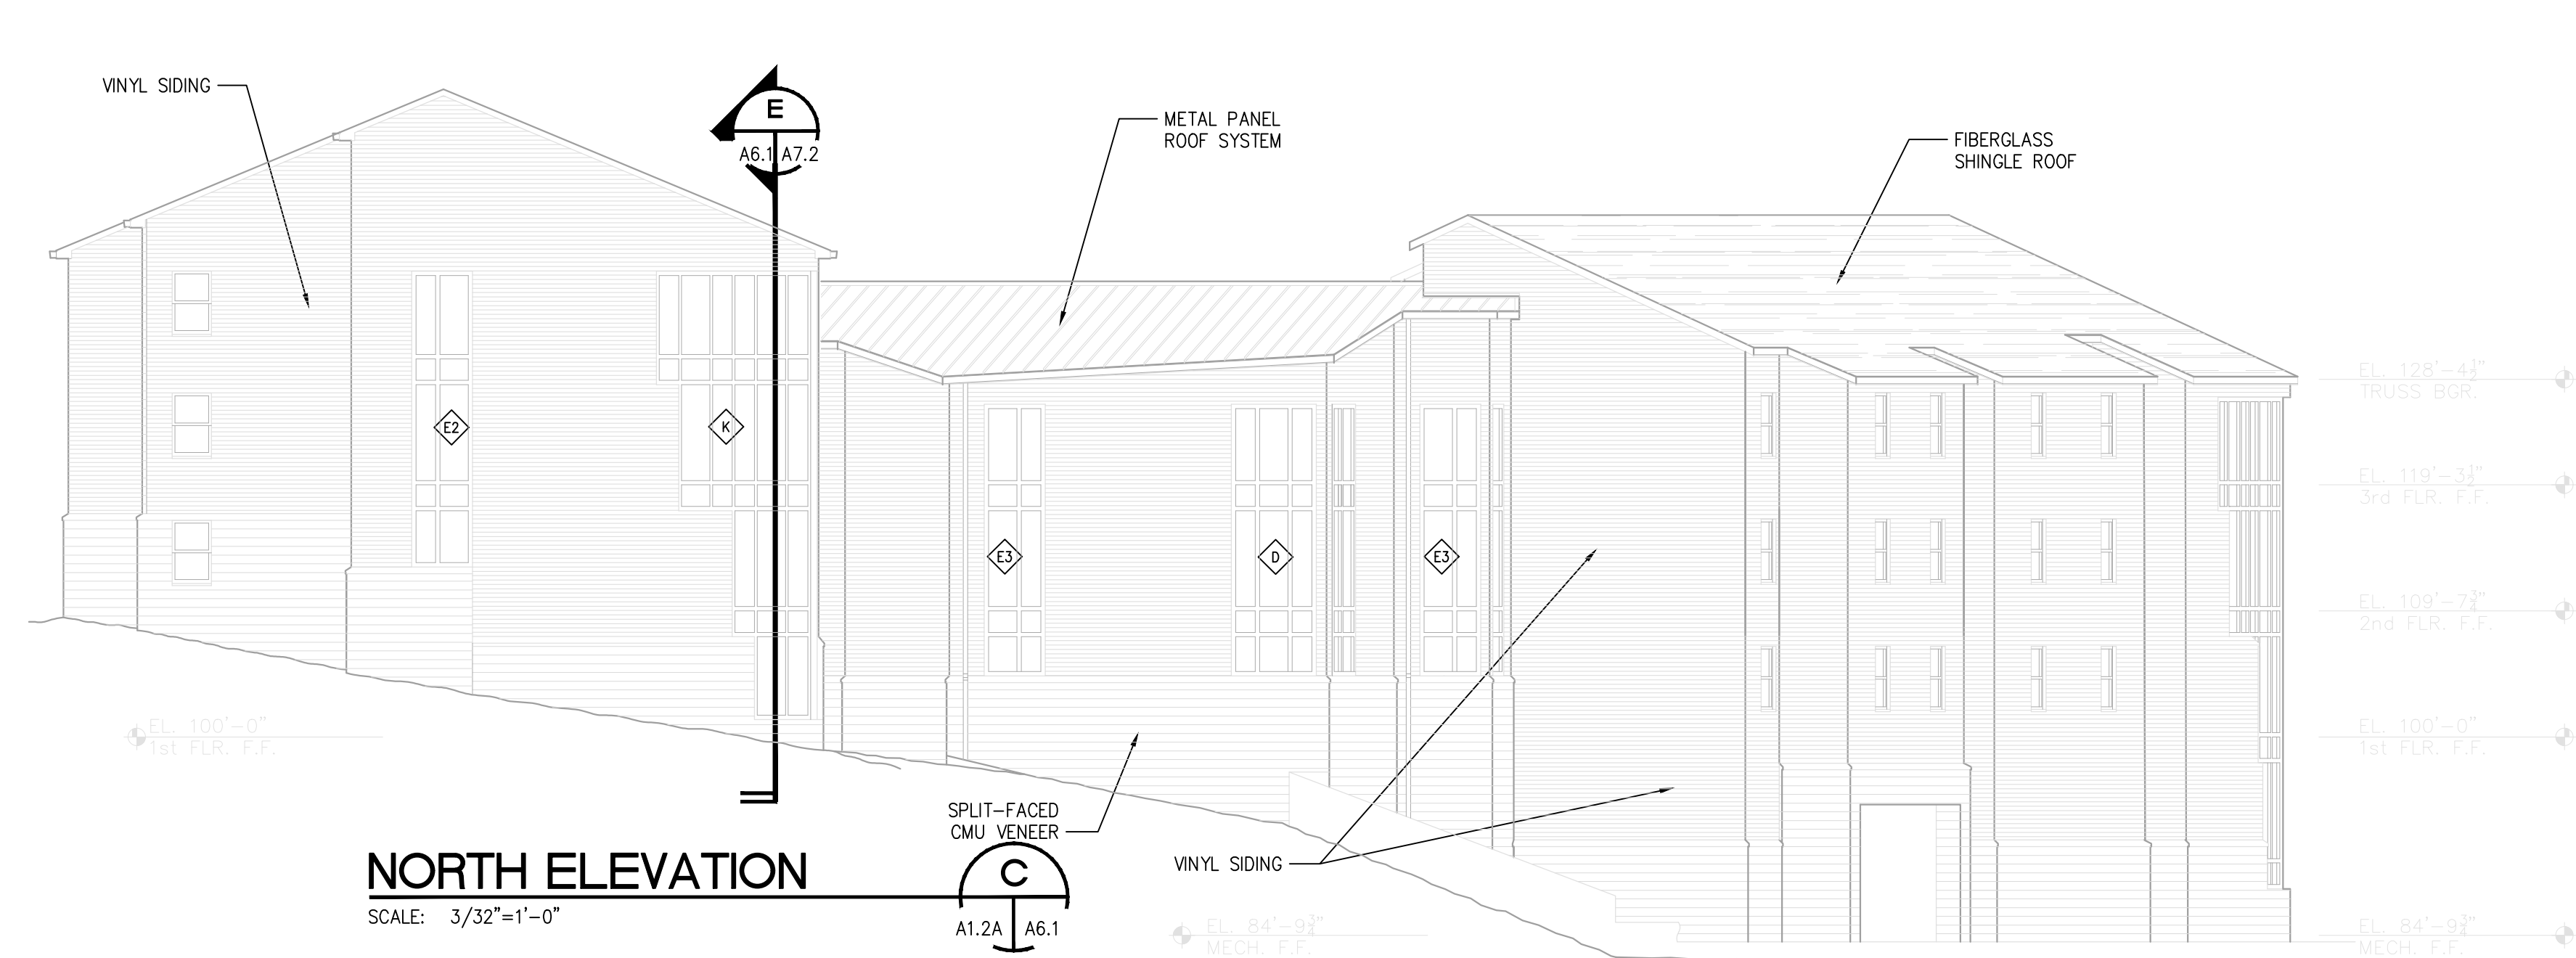 VINYL SIDING
E
A6.1 A7.2
METAL PANEL
ROOF SYSTEM
FIBERGLASS
SHINGLE ROOF
EL. 128'-4½"
TRUSS BGR.
E2
K
EL. 119'-3½"
3rd FLR. F.F.
E3
D
E3
EL. 109'-7¾"
2nd FLR. F.F.
EL. 100'-0"
1st FLR. F.F.
EL. 100'-0"
1st FLR. F.F.
SPLIT-FACED
CMU VENEER
VINYL SIDING
NORTH ELEVATION
SCALE: 3/32"=1'-0"
C
A1.2A A6.1
EL. 84'-9¾"
MECH. F.F.
EL. 84'-9¾"
MECH. F.F.